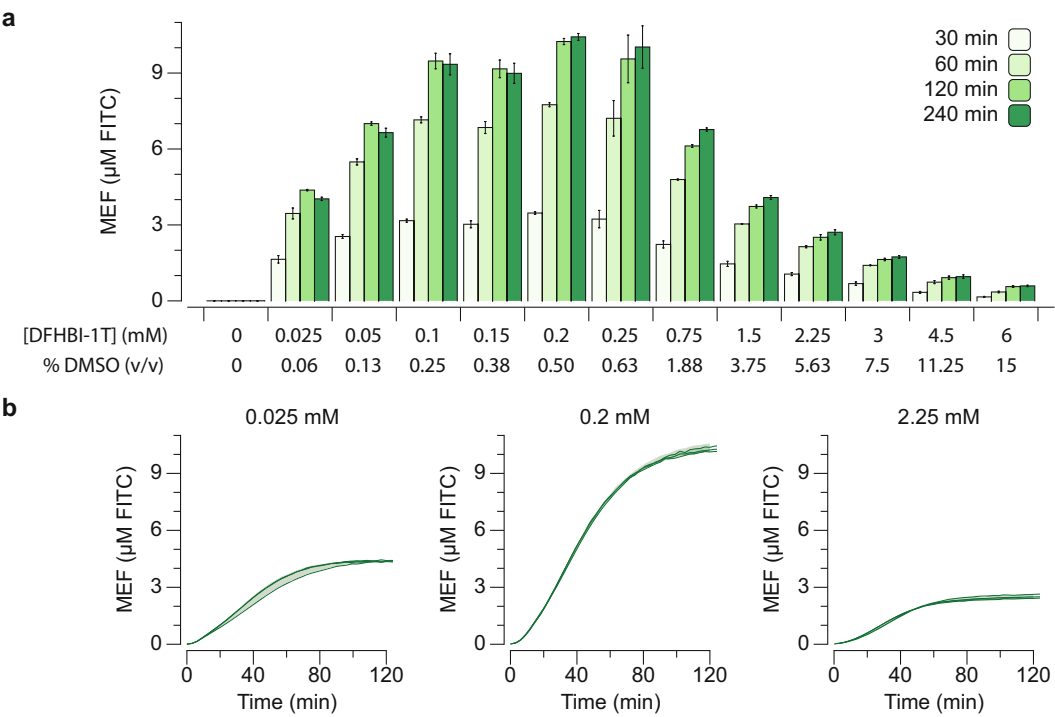 a
MEF (µM FITC)
9
6
3
0
30 min
60 min
120 min
240 min
[DFHBI-1T] (mM) 0 0.025 0.05 0.1 0.15 0.2 0.25 0.75 1.5 2.25 3 4.5 6
% DMSO (v/v) 0 0.06 0.13 0.25 0.38 0.50 0.63 1.88 3.75 5.63 7.5 11.25 15
b
0.025 mM
MEF (µM FITC)
9
6
3
0
0 40 80 120
Time (min)
0.2 mM
MEF (µM FITC)
9
6
3
0
0 40 80 120
Time (min)
2.25 mM
MEF (µM FITC)
9
6
3
0
0 40 80 120
Time (min)